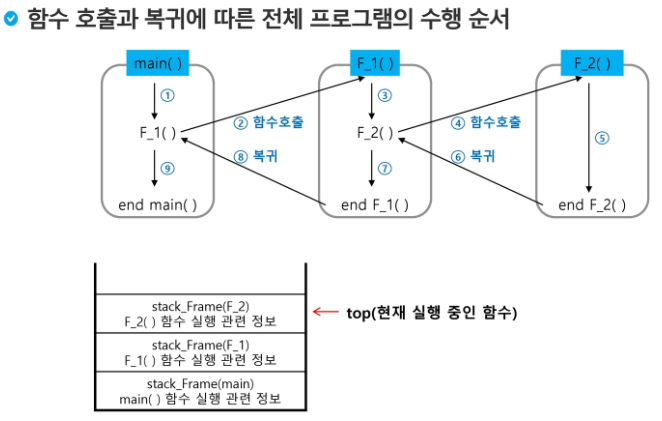 함수 호출과 복귀에 따른 전체 프로그램의 수행 순서
main( )
F_1( )
F_2( )
①
③
② 함수호출
④ 함수호출
F_1( )
F_2( )
⑤
⑧ 복귀
⑥ 복귀
⑨
⑦
end main( )
end F_1( )
end F_2( )
stack_Frame(F_2)
F_2( ) 함수 실행 관련 정보
top(현재 실행 중인 함수)
stack_Frame(F_1)
F_1( ) 함수 실행 관련 정보
stack_Frame(main)
main( ) 함수 실행 관련 정보